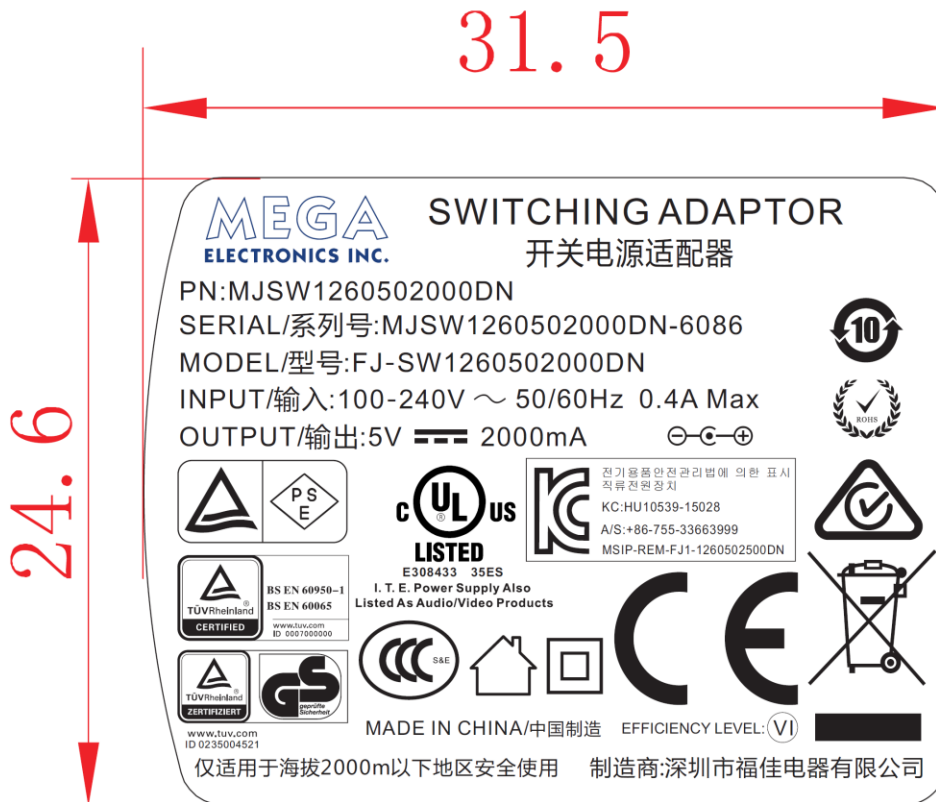 31.5
24.6
MEGA
ELECTRONICS INC.
SWITCHING ADAPTOR
开关电源适配器
PN:MJSW1260502000DN
SERIAL/系列号:MJSW1260502000DN-6086
MODEL/型号:FJ-SW1260502000DN
INPUT/输入:100-240V ～ 50/60Hz 0.4A Max
OUTPUT/输出:5V ⎓ 2000mA
10
ROHS
PS
E
C UL US
®
LISTED
E308433 35ES
I. T. E. Power Supply Also
Listed As Audio/Video Products
전기용품안전관리법에 의한 표시
직류전원장치
KC:HU10539-15028
A/S:+86-755-33663999
MSIP-REM-FJ1-1260502500DN
TÜVRheinland®
CERTIFIED
BS EN 60950-1
BS EN 60065
www.tuv.com
ID 0007000000
TÜVRheinland®
ZERTIFIZIERT
GS
geprüfte
Sicherheit
www.tuv.com
ID 0235004521
CCC
S&E
CE
MADE IN CHINA/中国制造
EFFICIENCY LEVEL:VI
仅适用于海拔2000m以下地区安全使用
制造商:深圳市福佳电器有限公司